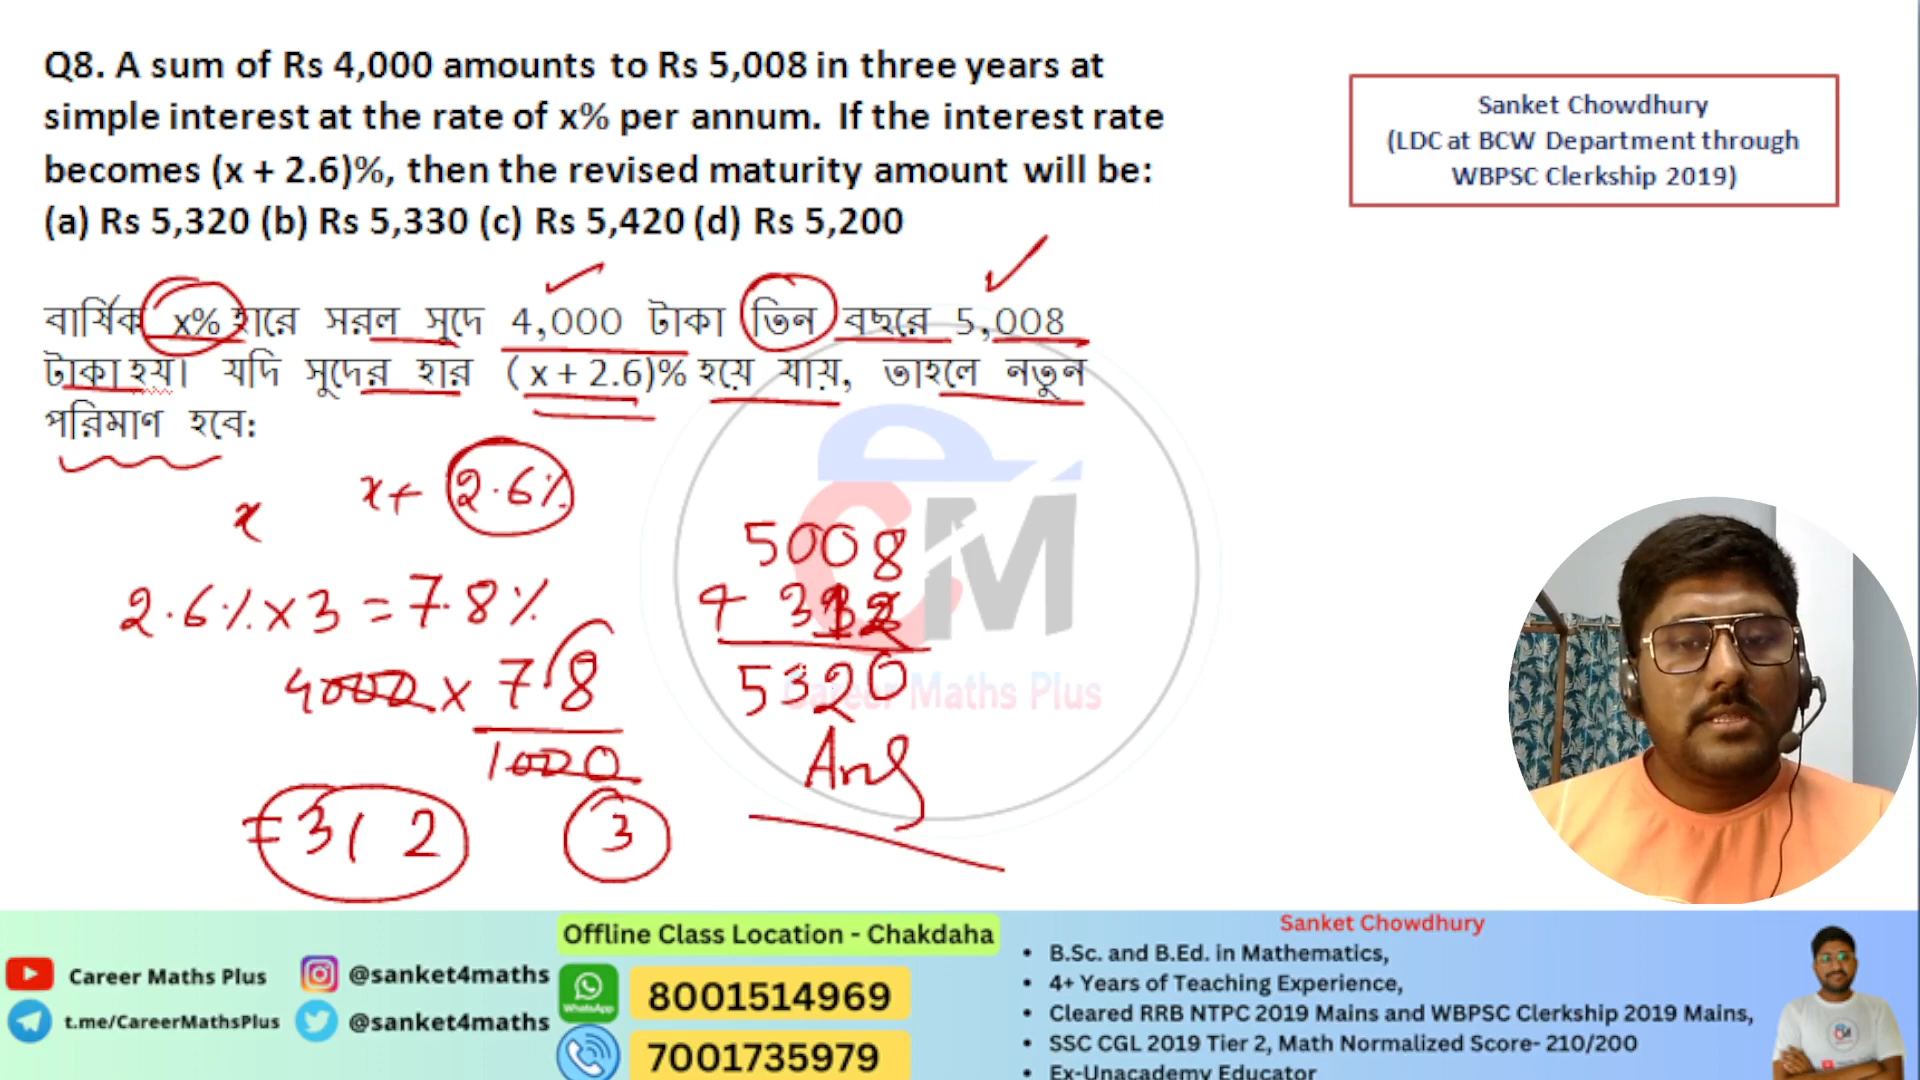 Q8. A sum of Rs 4,000 amounts to Rs 5,008 in three years at
simple interest at the rate of x% per annum. If the interest rate
becomes (x + 2.6)%, then the revised maturity amount will be:
(a) Rs 5,320 (b) Rs 5,330 (c) Rs 5,420 (d) Rs 5,200
Sanket Chowdhury
(LDC at BCW Department through
WBPSC Clerkship 2019)
বার্ষিক x% হারে সরল সুদে 4,000 টাকা তিন বছরে 5,008
টাকা হয়। যদি সুদের হার (x + 2.6)% হয়ে যায়, তাহলে নতুন
পরিমাণ হবে:
x x+ 2.6%
2.6% x 3 = 7.8%
4000 x 7.8
1000
= 312
3
5008
+ 312
5320
Ans
CM
Career Maths Plus
Offline Class Location - Chakdaha
Career Maths Plus
@sanket4maths
t.me/CareerMathsPlus
@sanket4maths
WhatsApp
8001514969
7001735979
Sanket Chowdhury
• B.Sc. and B.Ed. in Mathematics,
• 4+ Years of Teaching Experience,
• Cleared RRB NTPC 2019 Mains and WBPSC Clerkship 2019 Mains,
• SSC CGL 2019 Tier 2, Math Normalized Score- 210/200
• Ex-Unacademy Educator